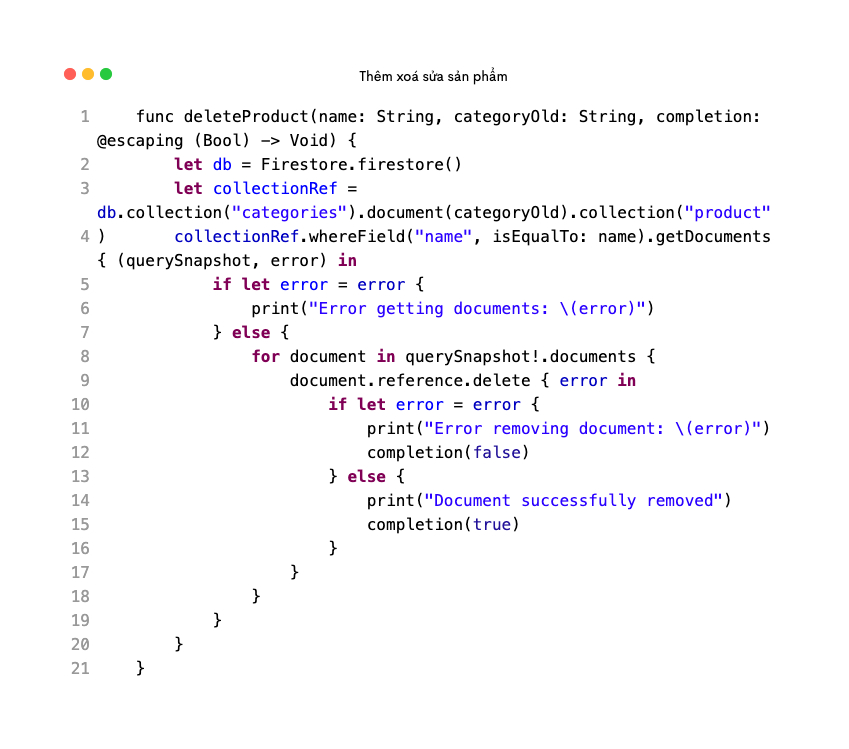 Thêm xoá sửa sản phẩm
1     func deleteProduct(name: String, categoryOld: String, completion:
@escaping (Bool) -> Void) {
2         let db = Firestore.firestore()
3         let collectionRef =
db.collection("categories").document(categoryOld).collection("product"
4 )       collectionRef.whereField("name", isEqualTo: name).getDocuments
{ (querySnapshot, error) in
5             if let error = error {
6                 print("Error getting documents: \(error)")
7             } else {
8                 for document in querySnapshot!.documents {
9                     document.reference.delete { error in
10                         if let error = error {
11                             print("Error removing document: \(error)")
12                             completion(false)
13                         } else {
14                             print("Document successfully removed")
15                             completion(true)
16                         }
17                     }
18                 }
19             }
20         }
21     }